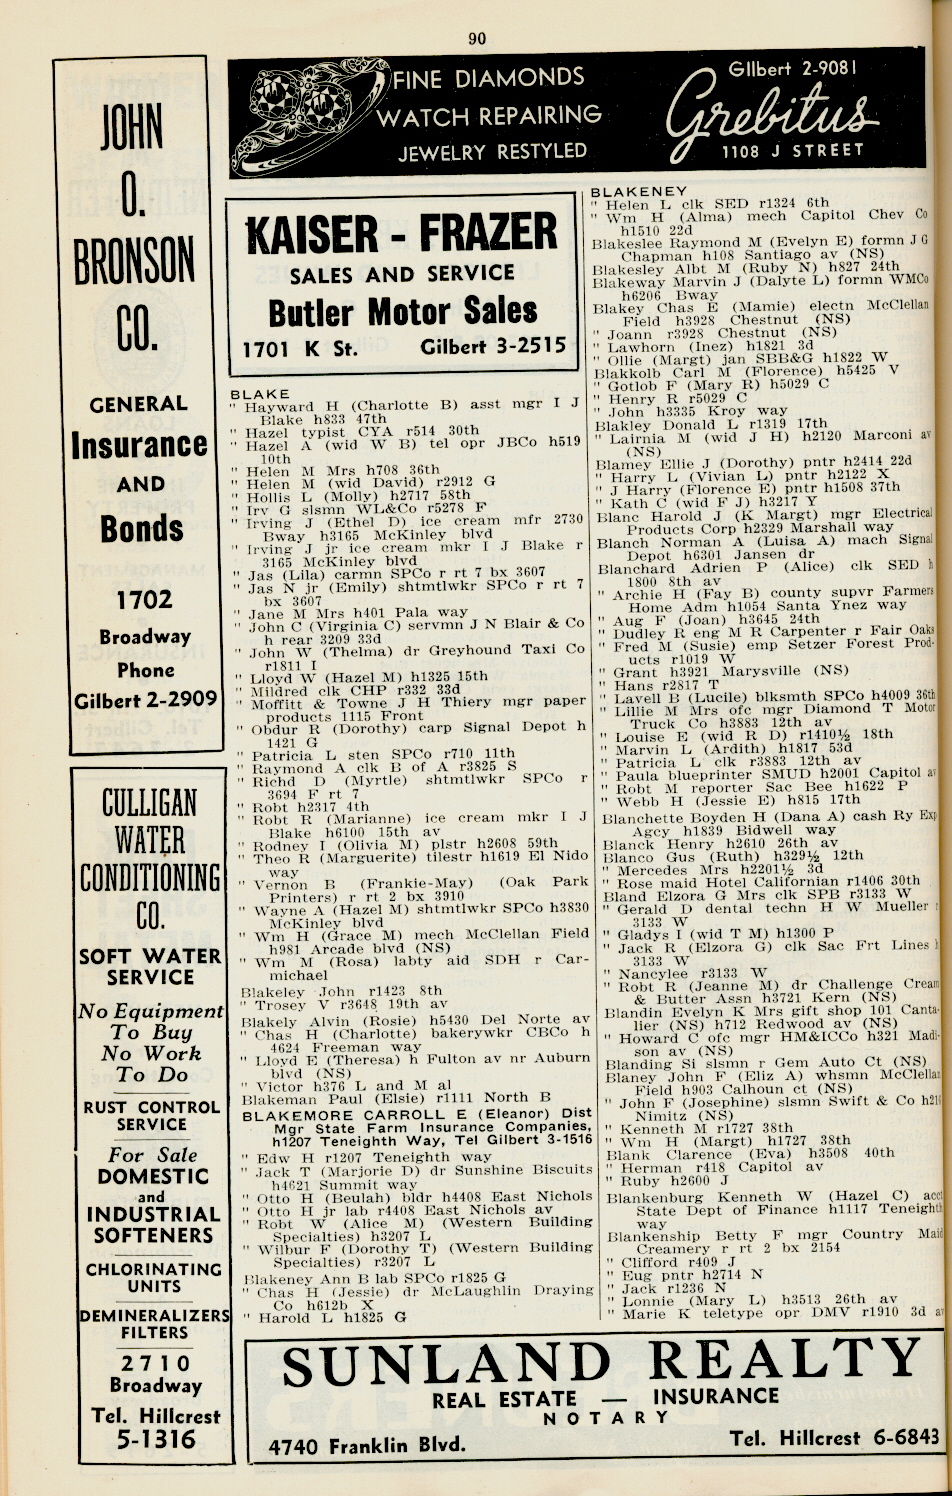 90
JOHN
O.
BRONSON
CO.
GENERAL
Insurance
AND
Bonds
1702
Broadway
Phone
Gilbert 2-2909
CULLIGAN
WATER
CONDITIONING
CO.
SOFT WATER
SERVICE
No Equipment
To Buy
No Work
To Do
RUST CONTROL
SERVICE
For Sale
DOMESTIC
and
INDUSTRIAL
SOFTENERS
CHLORINATING
UNITS
DEMINERALIZERS
FILTERS
2710
Broadway
Tel. Hillcrest
5-1316
FINE DIAMONDS
WATCH REPAIRING
JEWELRY RESTYLED
GIlbert 2-9081
Grebitus
1108 J STREET
KAISER - FRAZER
SALES AND SERVICE
Butler Motor Sales
1701 K St. Gilbert 3-2515
BLAKE
" Hayward H (Charlotte B) asst mgr I J
Blake h833 47th
" Hazel typist CYA r514 30th
" Hazel A (wid W B) tel opr JBCo h519
10th
" Helen M Mrs h708 36th
" Helen M (wid David) r2912 G
" Hollis L (Molly) h2717 58th
" Irv G slsmn WL&Co r5278 F
" Irving J (Ethel D) ice cream mfr 2730
Bway h3165 McKinley blvd
" Irving J jr ice cream mkr I J Blake r
3165 McKinley blvd
" Jas (Lila) carmn SPCo r rt 7 bx 3607
" Jas N jr (Emily) shtmtlwkr SPCo r rt 7
bx 3607
" Jane M Mrs h401 Pala way
" John C (Virginia C) servmn J N Blair & Co
h rear 3209 33d
" John W (Thelma) dr Greyhound Taxi Co
r1811 I
" Lloyd W (Hazel M) h1325 15th
" Mildred clk CHP r332 33d
" Moffitt & Towne J H Thiery mgr paper
products 1115 Front
" Obdur R (Dorothy) carp Signal Depot h
1421 G
" Patricia L sten SPCo r710 11th
" Raymond A clk B of A r3825 S
" Richd D (Myrtle) shtmtlwkr SPCo r
3694 F rt 7
" Robt h2317 4th
" Robt R (Marianne) ice cream mkr I J
Blake h6100 15th av
" Rodney I (Olivia M) plstr h2608 59th
" Theo R (Marguerite) tilestr h1619 El Nido
way
" Vernon B (Frankie-May) (Oak Park
Printers) r rt 2 bx 3910
" Wayne A (Hazel M) shtmtlwkr SPCo h3830
McKinley blvd
" Wm H (Grace M) mech McClellan Field
h981 Arcade blvd (NS)
" Wm M (Rosa) labty aid SDH r Car-
michael
Blakeley John r1423 8th
" Trosey V r3648 19th av
Blakely Alvin (Rosie) h5430 Del Norte av
" Chas H (Charlotte) bakerywkr CBCo h
4624 Freeman way
" Lloyd E (Theresa) h Fulton av nr Auburn
blvd (NS)
" Victor h376 L and M al
Blakeman Paul (Elsie) r1111 North B
BLAKEMORE CARROLL E (Eleanor) Dist
Mgr State Farm Insurance Companies,
h1207 Teneighth Way, Tel Gilbert 3-1516
" Edw H r1207 Teneighth way
" Jack T (Marjorie D) dr Sunshine Biscuits
h4621 Summit way
" Otto H (Beulah) bldr h4408 East Nichols
" Otto H jr lab r4408 East Nichols av
" Robt W (Alice M) (Western Building
Specialties) h3207 L
" Wilbur F (Dorothy T) (Western Building
Specialties) r3207 L
Blakeney Ann B lab SPCo r1825 G
" Chas H (Jessie) dr McLaughlin Draying
Co h612b X
" Harold L h1825 G
BLAKENEY
" Helen L clk SED r1324 6th
" Wm H (Alma) mech Capitol Chev Co
h1510 22d
Blakeslee Raymond M (Evelyn E) formn J G
Chapman h108 Santiago av (NS)
Blakesley Albt M (Ruby N) h827 24th
Blakeway Marvin J (Dalyte L) formn WMCo
h6206 Bway
Blakey Chas E (Mamie) electn McClellan
Field h3928 Chestnut (NS)
" Joann r3928 Chestnut (NS)
" Lawhorn (Inez) h1821 3d
" Ollie (Margt) jan SBB&G h1822 W
Blakkolb Carl M (Florence) h5425 V
" Gotlob F (Mary R) h5029 C
" Henry R r5029 C
" John h3335 Kroy way
Blakley Donald L r1319 17th
" Lairnia M (wid J H) h2120 Marconi av
(NS)
Blamey Ellie J (Dorothy) pntr h2414 22d
" Harry L (Vivian L) pntr h2122 X
" J Harry (Florence E) pntr h1508 37th
" Kath C (wid F J) h3217 Y
Blanc Harold J (K Margt) mgr Electrical
Products Corp h2329 Marshall way
Blanch Norman A (Luisa A) mach Signal
Depot h6301 Jansen dr
Blanchard Adrien P (Alice) clk SED h
1800 8th av
" Archie H (Fay B) county supvr Farmers
Home Adm h1054 Santa Ynez way
" Aug F (Joan) h3645 24th
" Dudley R eng M R Carpenter r Fair Oaks
" Fred M (Susie) emp Setzer Forest Prod-
ucts r1019 W
" Grant h3921 Marysville (NS)
" Hans r2817 T
" Lavell B (Lucile) blksmth SPCo h4009 36th
" Lillie M Mrs ofc mgr Diamond T Motor
Truck Co h3883 12th av
" Louise E (wid R D) r1410½ 18th
" Marvin L (Ardith) h1817 53d
" Patricia L clk r3883 12th av
" Paula blueprinter SMUD h2001 Capitol av
" Robt M reporter Sac Bee h1622 P
" Webb H (Jessie E) h815 17th
Blanchette Boyden H (Dana A) cash Ry Exp
Agcy h1839 Bidwell way
Blanck Henry h2610 26th av
Blanco Gus (Ruth) h329½ 12th
" Mercedes Mrs h2201½ 3d
" Rose maid Hotel Californian r1406 30th
Bland Elzora G Mrs clk SPB r3133 W
" Gerald D dental techn H W Mueller r
3133 W
" Gladys I (wid T M) h1300 P
" Jack R (Elzora G) clk Sac Frt Lines h
3133 W
" Nancylee r3133 W
" Robt R (Jeanne M) dr Challenge Cream
& Butter Assn h3721 Kern (NS)
Blandin Evelyn K Mrs gift shop 101 Canta-
lier (NS) h712 Redwood av (NS)
" Howard C ofc mgr HM&ICCo h321 Madi-
son av (NS)
Blanding Si slsmn r Gem Auto Ct (NS)
Blaney John F (Eliz A) whsmn McClellan
Field h903 Calhoun ct (NS)
" John F (Josephine) slsmn Swift & Co
Nimitz (NS)
" Kenneth M r1727 38th
" Wm H (Margt) h1727 38th
Blank Clarence (Eva) h3508 40th
" Herman r418 Capitol av
" Ruby h2600 J
Blankenburg Kenneth W (Hazel C) acct
State Dept of Finance h1117 Teneighth
way
Blankenship Betty F mgr Country Maid
Creamery r rt 2 bx 2154
" Clifford r409 J
" Eug pntr h2714 N
" Jack r1236 N
" Lonnie (Mary L) h3513 26th av
" Marie K teletype opr DMV r1910 3d av
SUNLAND REALTY
REAL ESTATE — INSURANCE
NOTARY
4740 Franklin Blvd. Tel. Hillcrest 6-6843